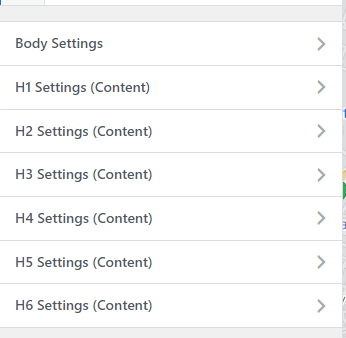 Body Settings
H1 Settings (Content)
H2 Settings (Content)
H3 Settings (Content)
H4 Settings (Content)
H5 Settings (Content)
H6 Settings (Content)